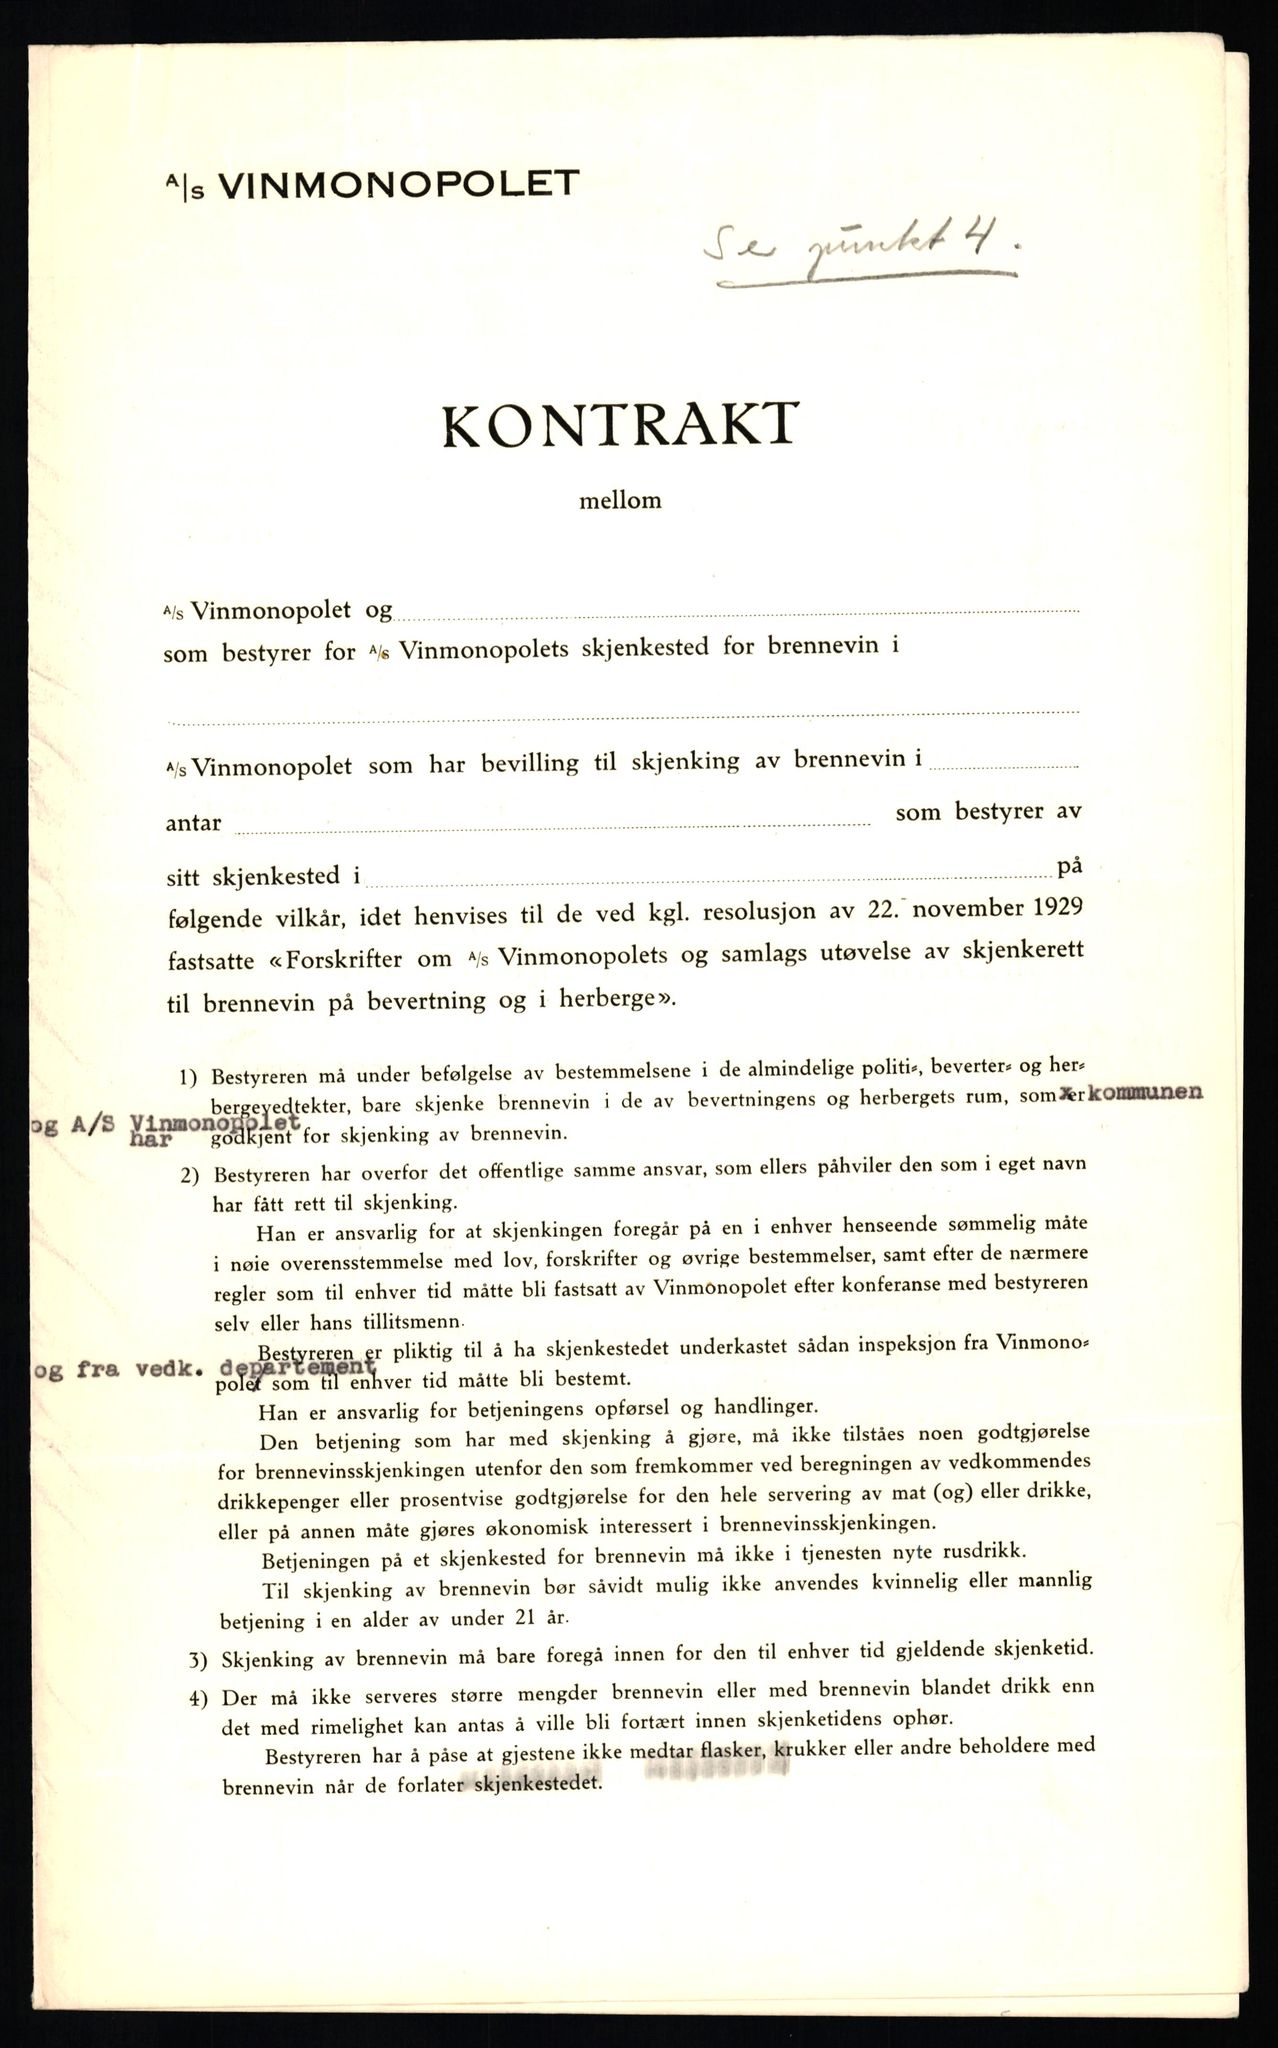 A/s VINMONOPOLET
Se punkt 4.
KONTRAKT
mellom
A/s Vinmonopolet og
som bestyrer for A/s Vinmonopolets skjenkested for brennevin i
A/s Vinmonopolet som har bevilling til skjenking av brennevin i
antar som bestyrer av
sitt skjenkested i på
følgende vilkår, idet henvises til de ved kgl. resolusjon av 22. november 1929
fastsatte «Forskrifter om A/s Vinmonopolets og samlags utøvelse av skjenkerett
til brennevin på bevertning og i herberge».
1) Bestyreren må under befølgelse av bestemmelsene i de almindelige politi-, beverter- og her-
bergevedtekter, bare skjenke brennevin i de av bevertningens og herbergets rum, som er kommunen
og A/S Vinmonopolet
har
godkjent for skjenking av brennevin.
2) Bestyreren har overfor det offentlige samme ansvar, som ellers påhviler den som i eget navn
har fått rett til skjenking.
Han er ansvarlig for at skjenkingen foregår på en i enhver henseende sømmelig måte
i nøie overensstemmelse med lov, forskrifter og øvrige bestemmelser, samt efter de nærmere
regler som til enhver tid måtte bli fastsatt av Vinmonopolet efter konferanse med bestyreren
selv eller hans tillitsmenn.
Bestyreren er pliktig til å ha skjenkestedet underkastet sådan inspeksjon fra Vinmono-
og fra vedk. departement
polet som til enhver tid måtte bli bestemt.
Han er ansvarlig for betjeningens opførsel og handlinger.
Den betjening som har med skjenking å gjøre, må ikke tilståes noen godtgjørelse
for brennevinsskjenkingen utenfor den som fremkommer ved beregningen av vedkommendes
drikkepenger eller prosentvise godtgjørelse for den hele servering av mat (og) eller drikke,
eller på annen måte gjøres økonomisk interessert i brennevinsskjenkingen.
Betjeningen på et skjenkested for brennevin må ikke i tjenesten nyte rusdrikk.
Til skjenking av brennevin bør såvidt mulig ikke anvendes kvinnelig eller mannlig
betjening i en alder av under 21 år.
3) Skjenking av brennevin må bare foregå innen for den til enhver tid gjeldende skjenketid.
4) Der må ikke serveres større mengder brennevin eller med brennevin blandet drikk enn
det med rimelighet kan antas å ville bli fortært innen skjenketidens ophør.
Bestyreren har å påse at gjestene ikke medtar flasker, krukker eller andre beholdere med
brennevin når de forlater skjenkestedet.